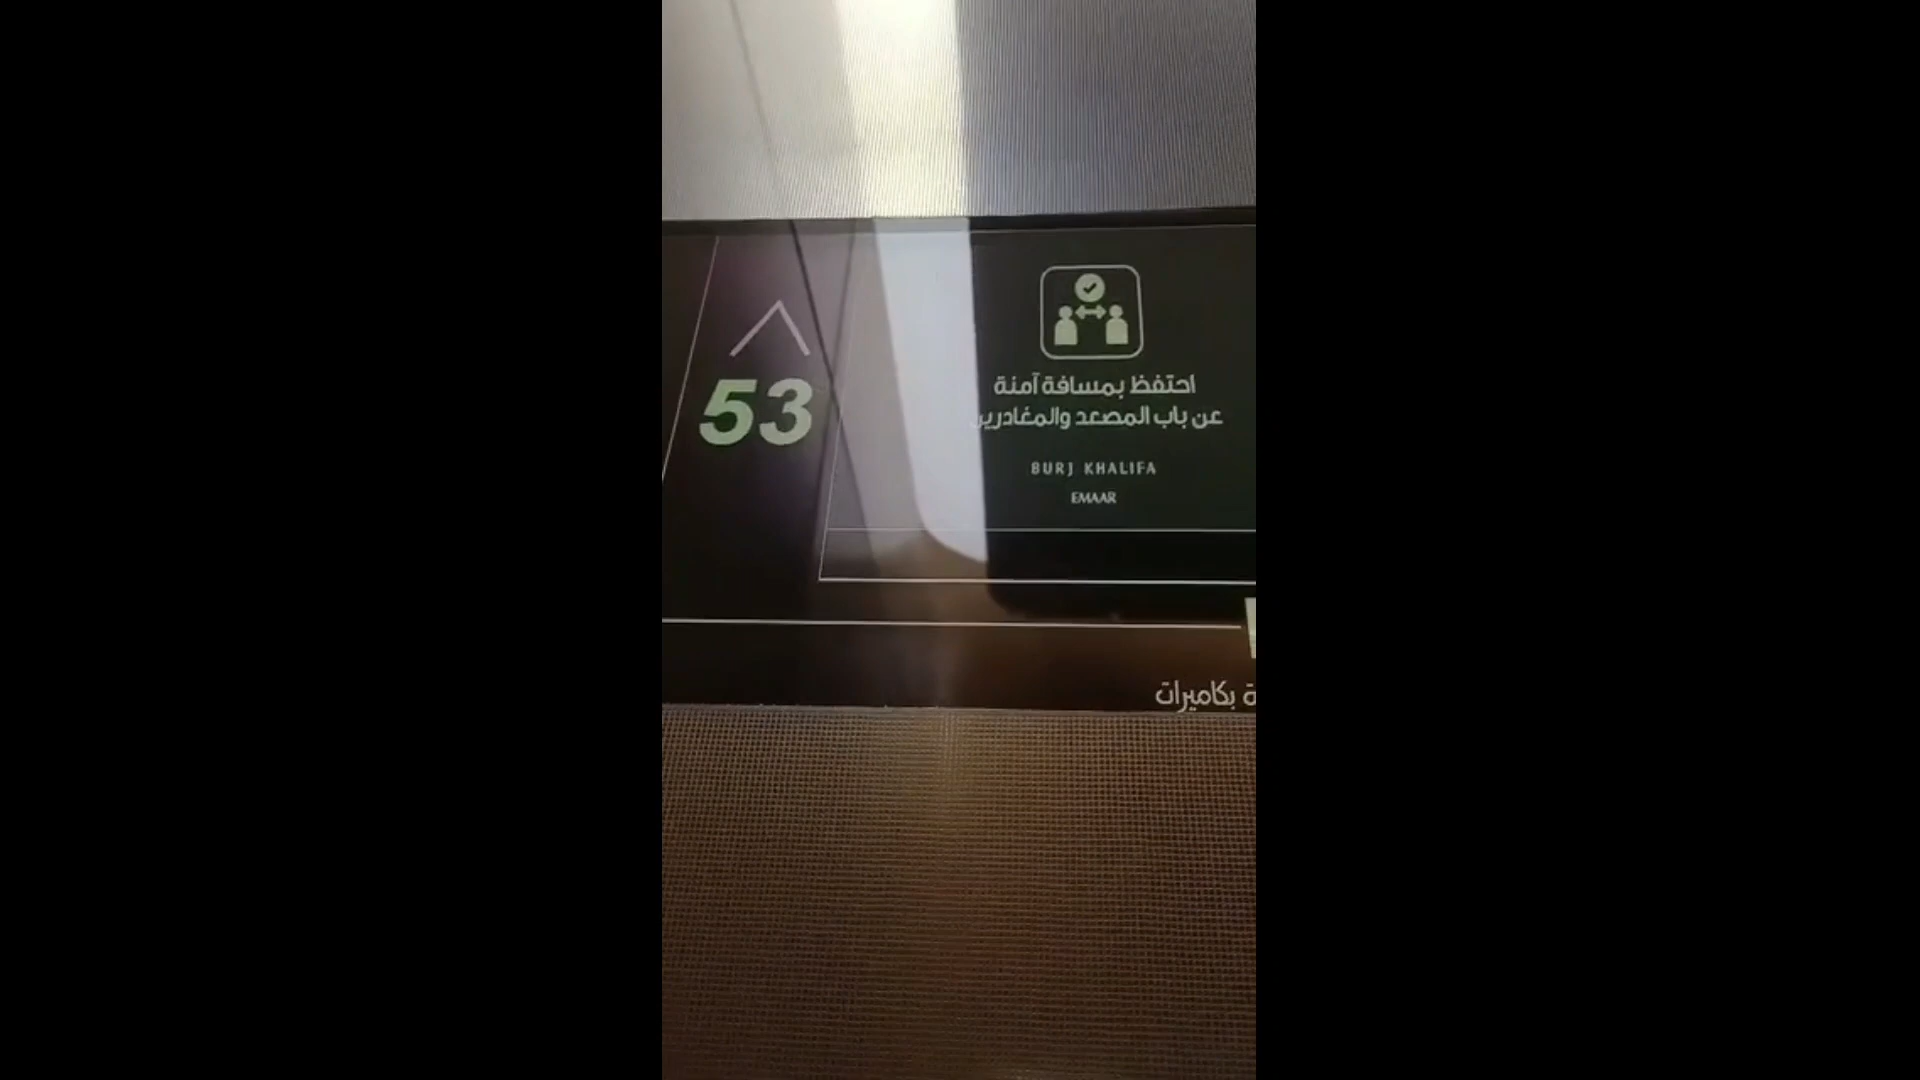 53
احتفظ بمسافة آمنة
عن باب المصعد والمغادرين
BURJ KHALIFA
EMAAR
بكاميرات